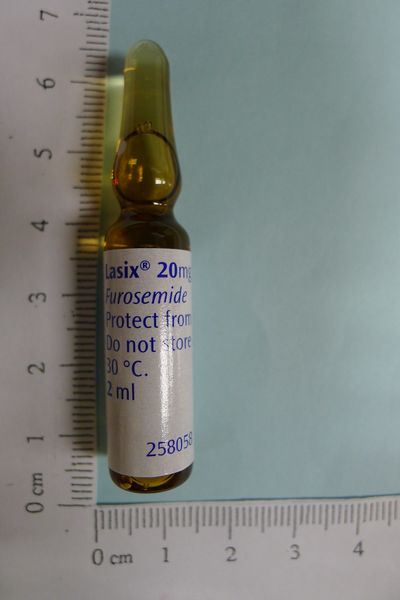 7
6
5
4
3
2
1
0 cm
Lasix® 20mg
Furosemide
Protect from
Do not store
30 °C.
2 ml
258058
0 cm 1 2 3 4